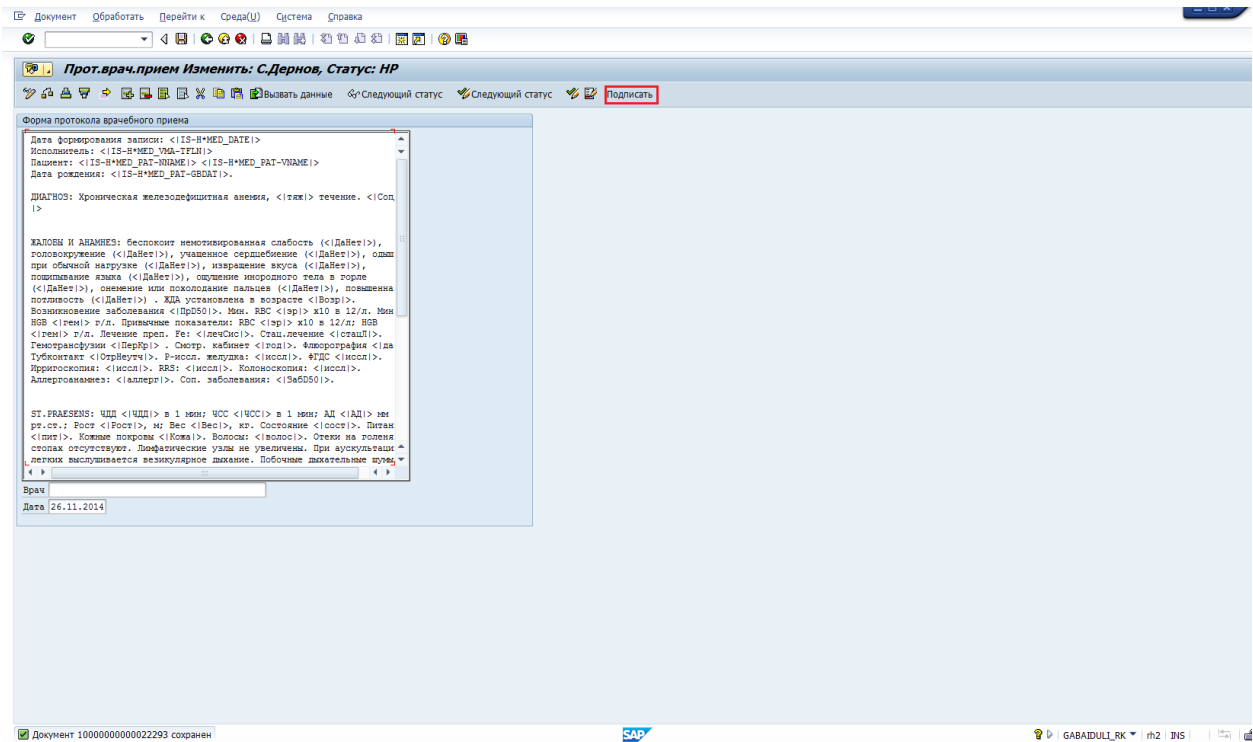 Документ Обработать Перейти к Среда(U) Система Справка
Прот.врач.прием Изменить: С.Дернов, Статус: НР
Вызвать данные Следующий статус Следующий статус Подписать
Форма протокола врачебного приема
Дата формирования записи: <|IS-H*MED_DATE|>
Исполнитель: <|IS-H*MED_VMA-TFLN|>
Пациент: <|IS-H*MED_PAT-NNAME|> <|IS-H*MED_PAT-VNAME|>
Дата рождения: <|IS-H*MED_PAT-GBDAT|>.
ДИАГНОЗ: Хроническая железодефицитная анемия, <|тяж|> течение. <|Соп
|>
ЖАЛОБЫ И АНАМНЕЗ: беспокоит немотивированная слабость (<|ДаНет|>),
головокружение (<|ДаНет|>), учащенное сердцебиение (<|ДаНет|>), одыш
при обычной нагрузке (<|ДаНет|>), извращение вкуса (<|ДаНет|>),
пощипывание языка (<|ДаНет|>), ощущение инородного тела в горле
(<|ДаНет|>), онемение или похолодание пальцев (<|ДаНет|>), повышенна
потливость (<|ДаНет|>) . ЖДА установлена в возрасте <|Возр|>.
Возникновение заболевания <|ПрD50|>. Мин. RBC <|эр|> x10 в 12/л. Мин
HGB <|гем|> г/л. Привычные показатели: RBC <|эр|> x10 в 12/л; HGB
<|гем|> г/л. Лечение преп. Fe: <|лечСис|>. Стац.лечение <|стацЛ|>.
Гемотрансфузии <|ПерКр|> . Смотр. кабинет <|год|>. Флюорография <|да
Тубконтакт <|ОтрНеутч|>. Р-иссл. желудка: <|иссл|>. ФГДС <|иссл|>.
Ирригоскопия: <|иссл|>. RRS: <|иссл|>. Колоноскопия: <|иссл|>.
Аллергоанамнез: <|аллерг|>. Соп. заболевания: <|ЗабD50|>.
ST.PRAESENS: ЧДД <|ЧДД|> в 1 мин; ЧСС <|ЧСС|> в 1 мин; АД <|АД|> мм
рт.ст.; Рост <|Рост|>, м; Вес <|Вес|>, кг. Состояние <|сост|>. Питан
<|пит|>. Кожные покровы <|Кожа|>. Волосы: <|волос|>. Отеки на голеня
стопах отсутствуют. Лимфатические узлы не увеличены. При аускультаци
легких выслушивается везикулярное дыхание. Побочные дыхательные шумы
Врач
Дата 26.11.2014
Документ 10000000000022293 сохранен
SAP
GABAIDULI_RK rh2 INS